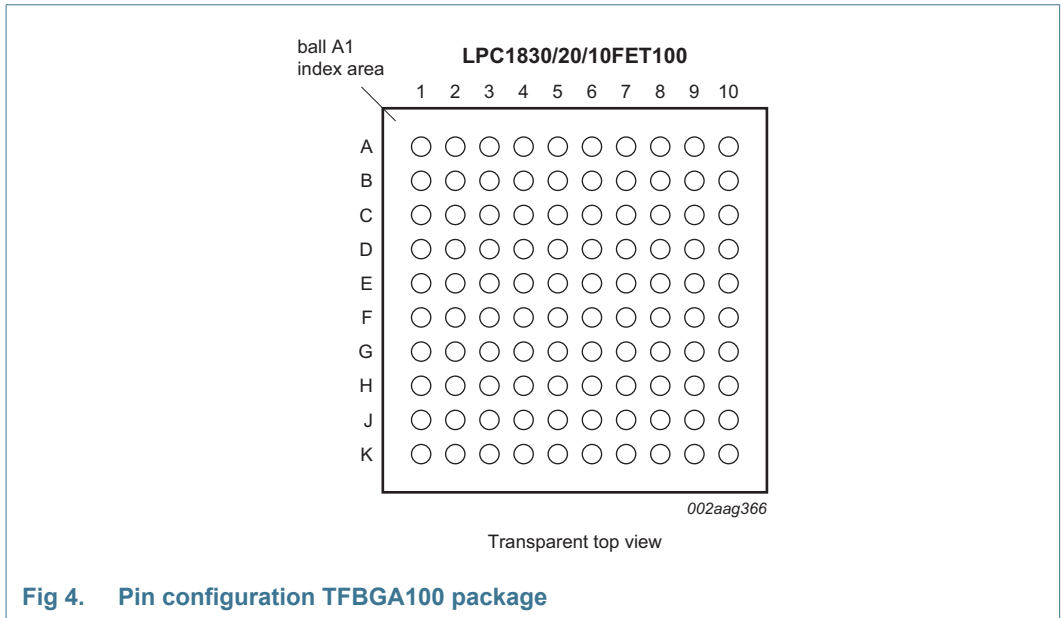 ball A1
index area
LPC1830/20/10FET100
1 2 3 4 5 6 7 8 9 10
A
B
C
D
E
F
G
H
J
K
002aag366
Transparent top view
Fig 4. Pin configuration TFBGA100 package